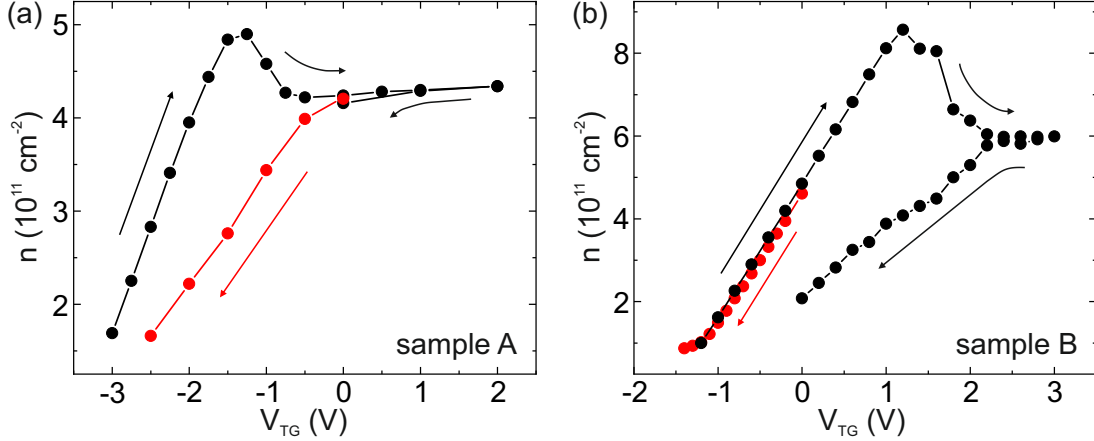 (a)
n (10¹¹ cm⁻²)
5
4
3
2
sample A
-3 -2 -1 0 1 2
V_TG (V)
(b)
n (10¹¹ cm⁻²)
8
6
4
2
sample B
-2 -1 0 1 2 3
V_TG (V)